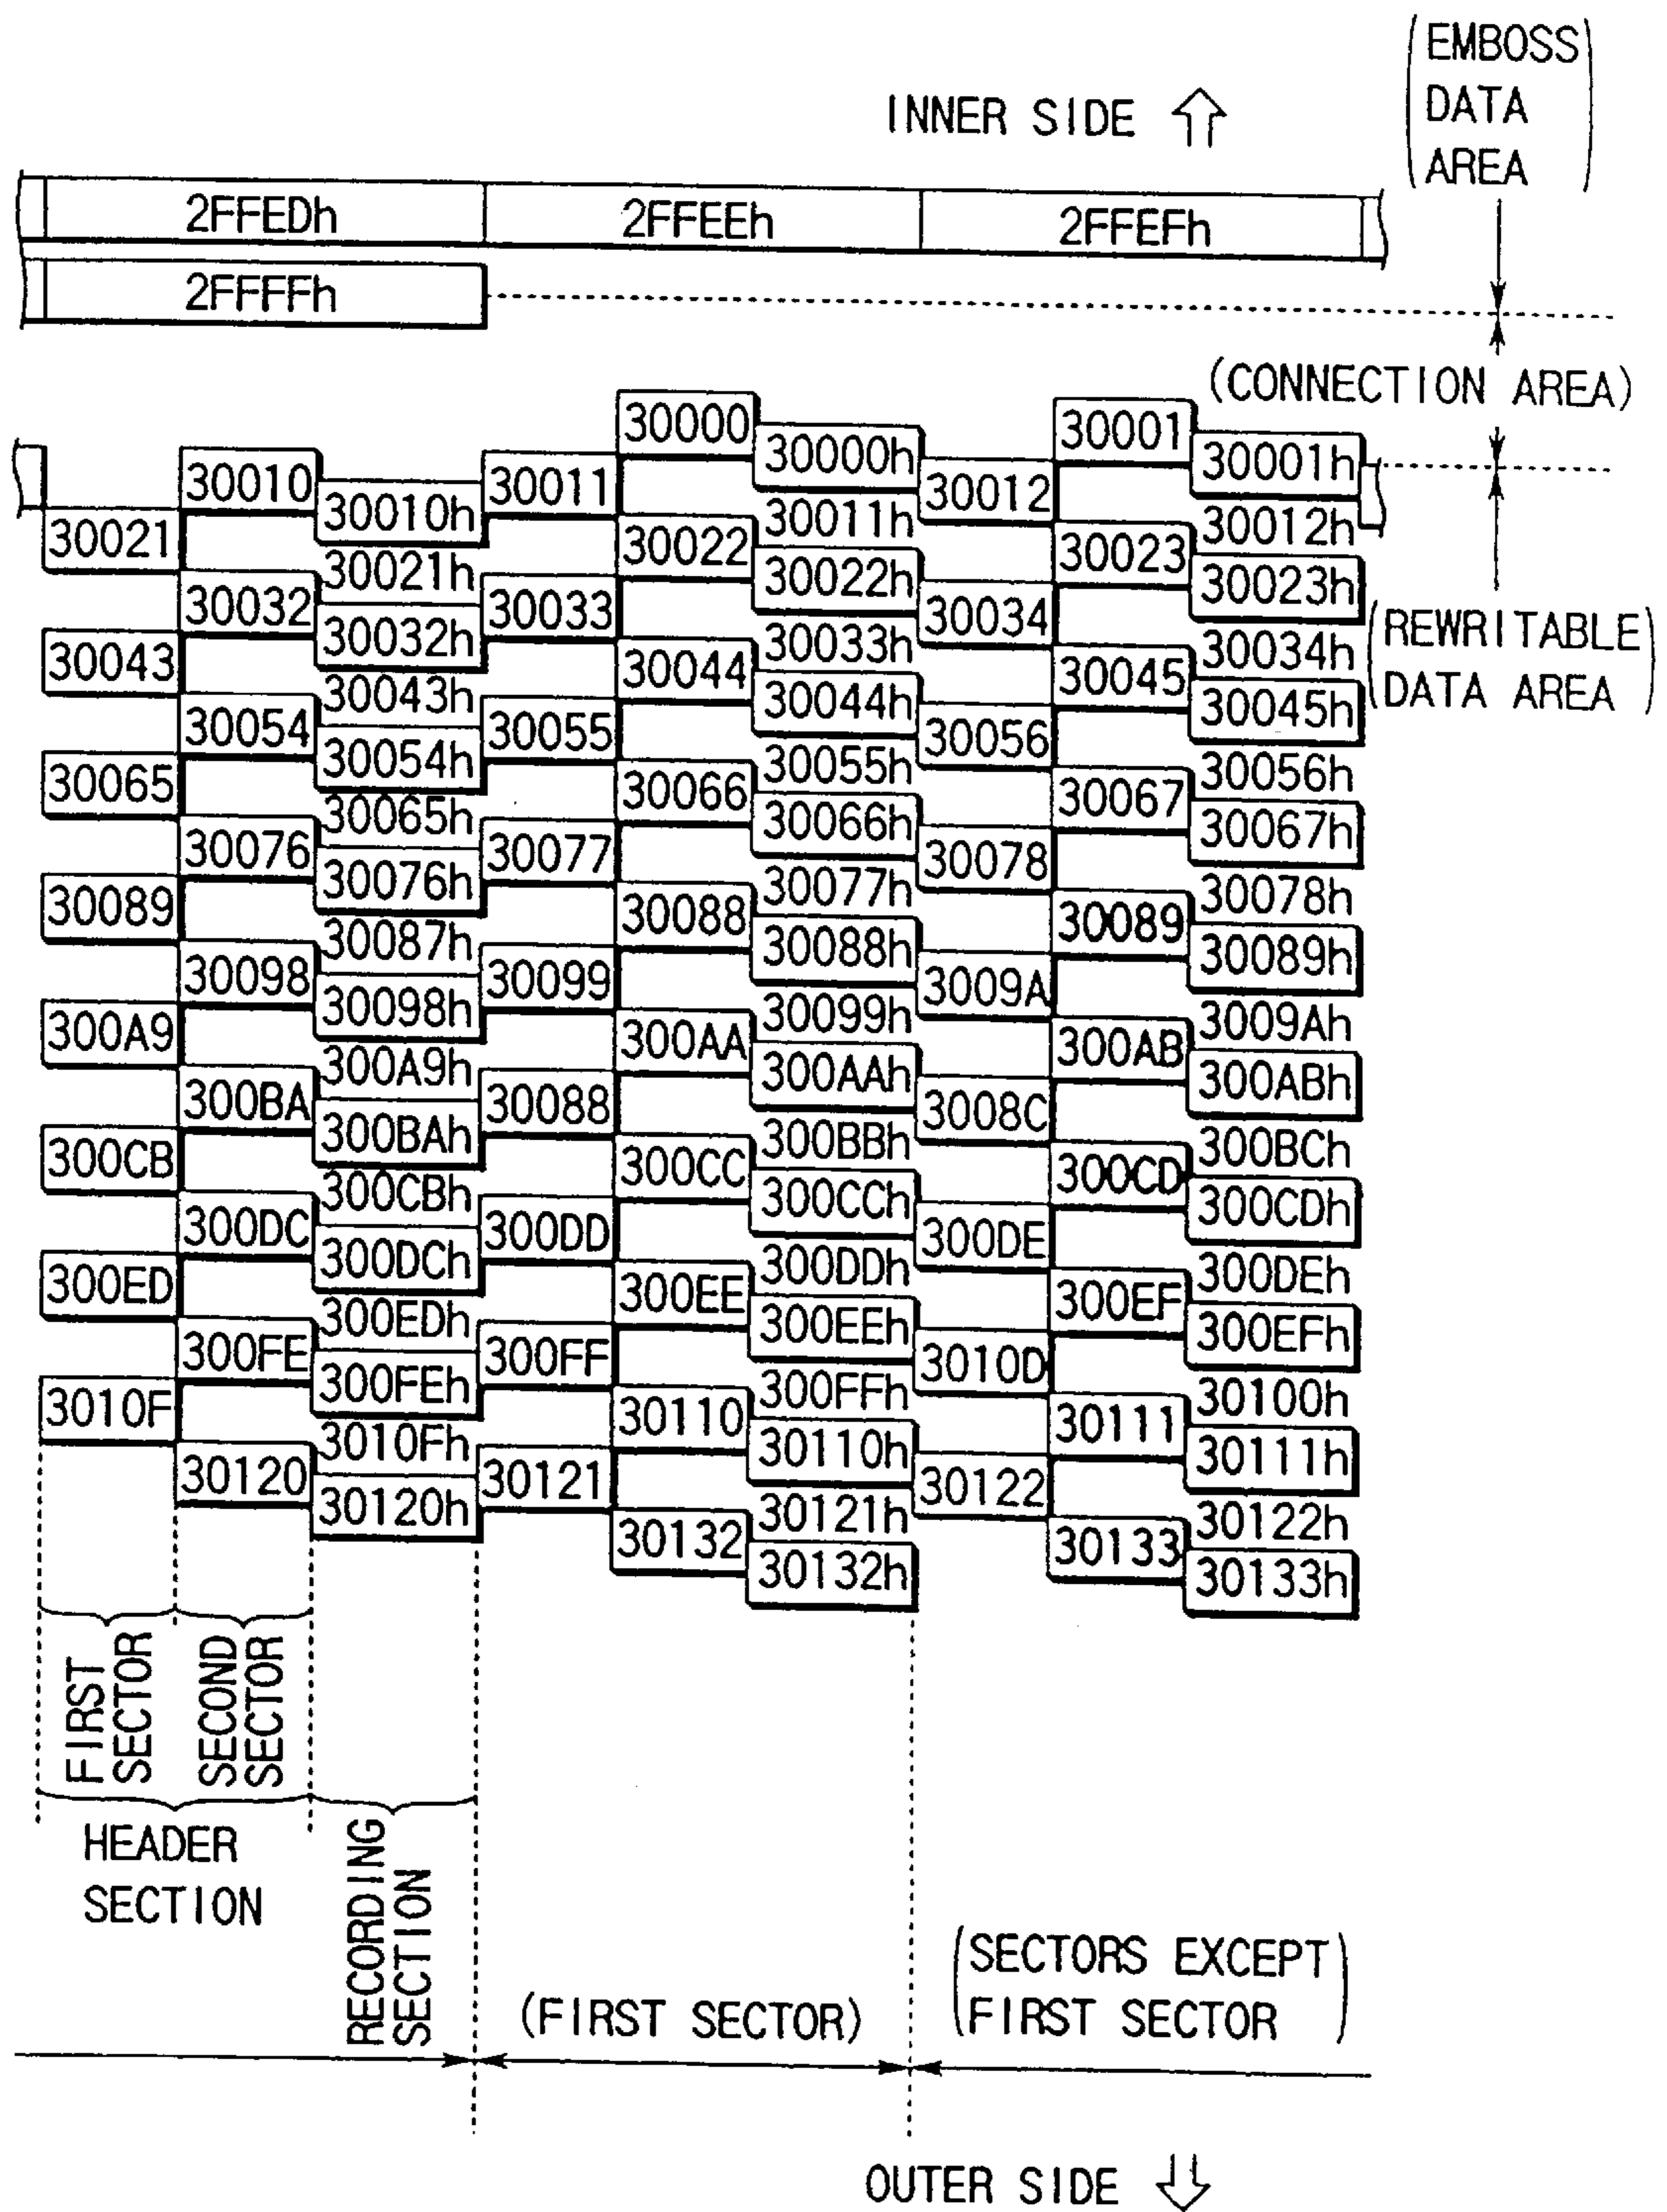 EMBOSS
DATA
AREA
INNER SIDE
2FFEDh 2FFEEh 2FFEFh
2FFFFh
(CONNECTION AREA)
30000 30001
30000h 30001h
30010 30011 30012
30010h 30011h 30012h
30021 30022 30023
30021h 30022h 30023h
30032 30033 30034
30032h 30033h 30034h
(REWRITABLE
DATA AREA)
30043 30044 30045
30043h 30044h 30045h
30054 30055 30056
30054h 30055h 30056h
30065 30066 30067
30065h 30066h 30067h
30076 30077 30078
30076h 30077h 30078h
30089 30088 30089
30087h 30088h 30089h
30098 30099 3009A
30098h 30099h 3009Ah
300A9 300AA 300AB
300A9h 300AAh 300ABh
300BA 30088 3008C
300BAh 300BBh 300BCh
300CB 300CC 300CD
300CBh 300CCh 300CDh
300DC 300DD 300DE
300DCh 300DDh 300DEh
300ED 300EE 300EF
300EDh 300EEh 300EFh
300FE 300FF 3010D
300FEh 300FFh 30100h
3010F 30110 30111
3010Fh 30110h 30111h
30120 30121 30122
30120h 30121h 30122h
30132 30133
30132h 30133h
FIRST
SECTOR
SECOND
SECTOR
HEADER
SECTION
RECORDING
SECTION
(FIRST SECTOR)
(SECTORS EXCEPT
FIRST SECTOR)
OUTER SIDE